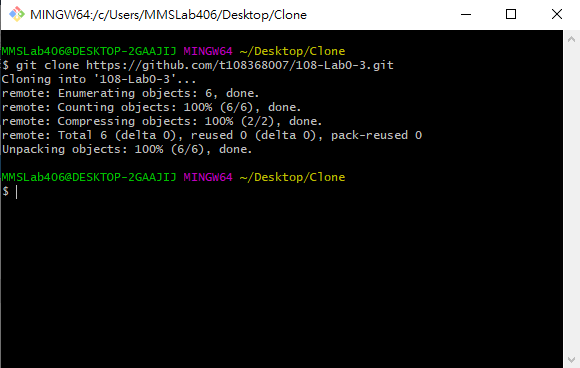 MINGW64:/c/Users/MMSLab406/Desktop/Clone
MMSLab406@DESKTOP-2GAAJIJ MINGW64 ~/Desktop/Clone
$ git clone https://github.com/t108368007/108-Lab0-3.git
Cloning into '108-Lab0-3'...
remote: Enumerating objects: 6, done.
remote: Counting objects: 100% (6/6), done.
remote: Compressing objects: 100% (2/2), done.
remote: Total 6 (delta 0), reused 0 (delta 0), pack-reused 0
Unpacking objects: 100% (6/6), done.
MMSLab406@DESKTOP-2GAAJIJ MINGW64 ~/Desktop/Clone
$